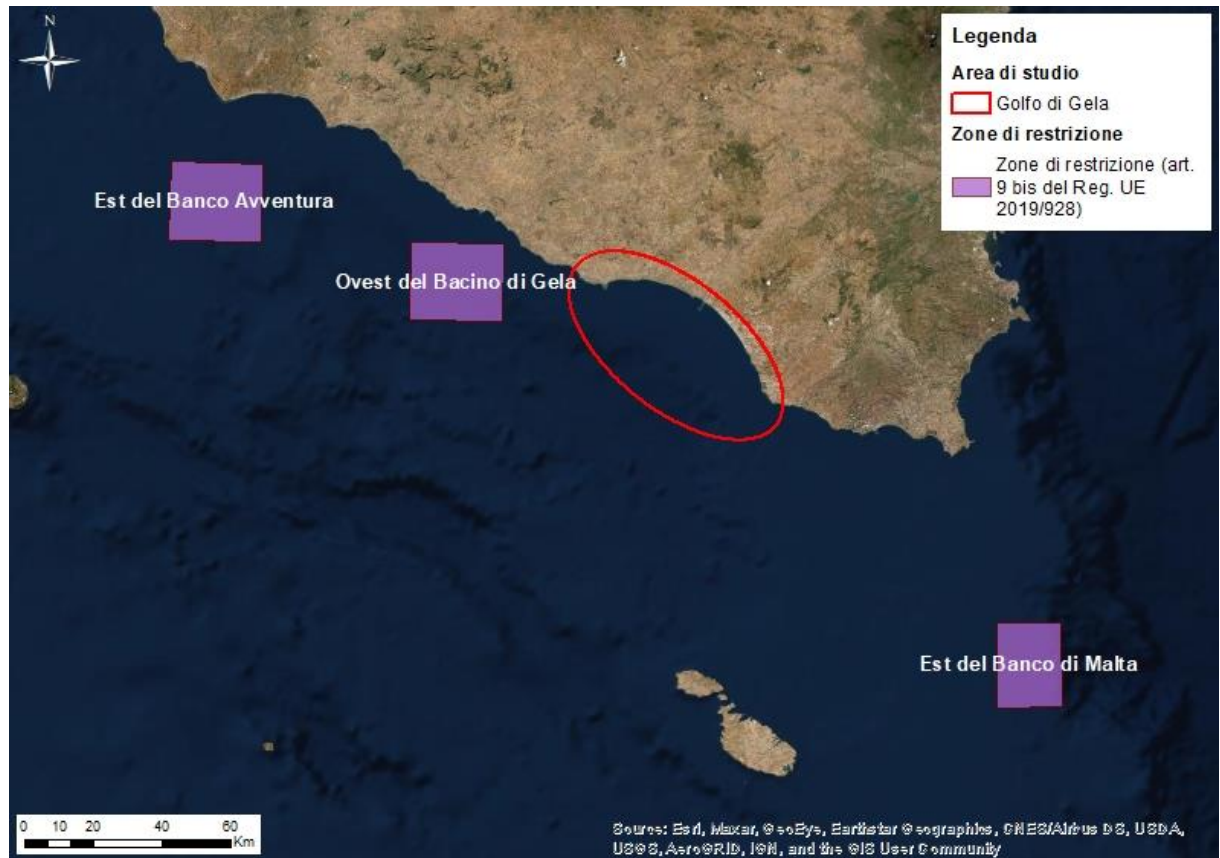 N
Legenda
Area di studio
Golfo di Gela
Zone di restrizione
Zone di restrizione (art.
9 bis del Reg. UE
2019/928)
Est del Banco Avventura
Ovest del Bacino di Gela
Est del Banco di Malta
0 10 20 40 60
Km
Source: Esri, Maxar, GeoEye, Earthstar Geographics, CNES/Airbus DS, USDA,
USGS, AeroGRID, IGN, and the GIS User Community